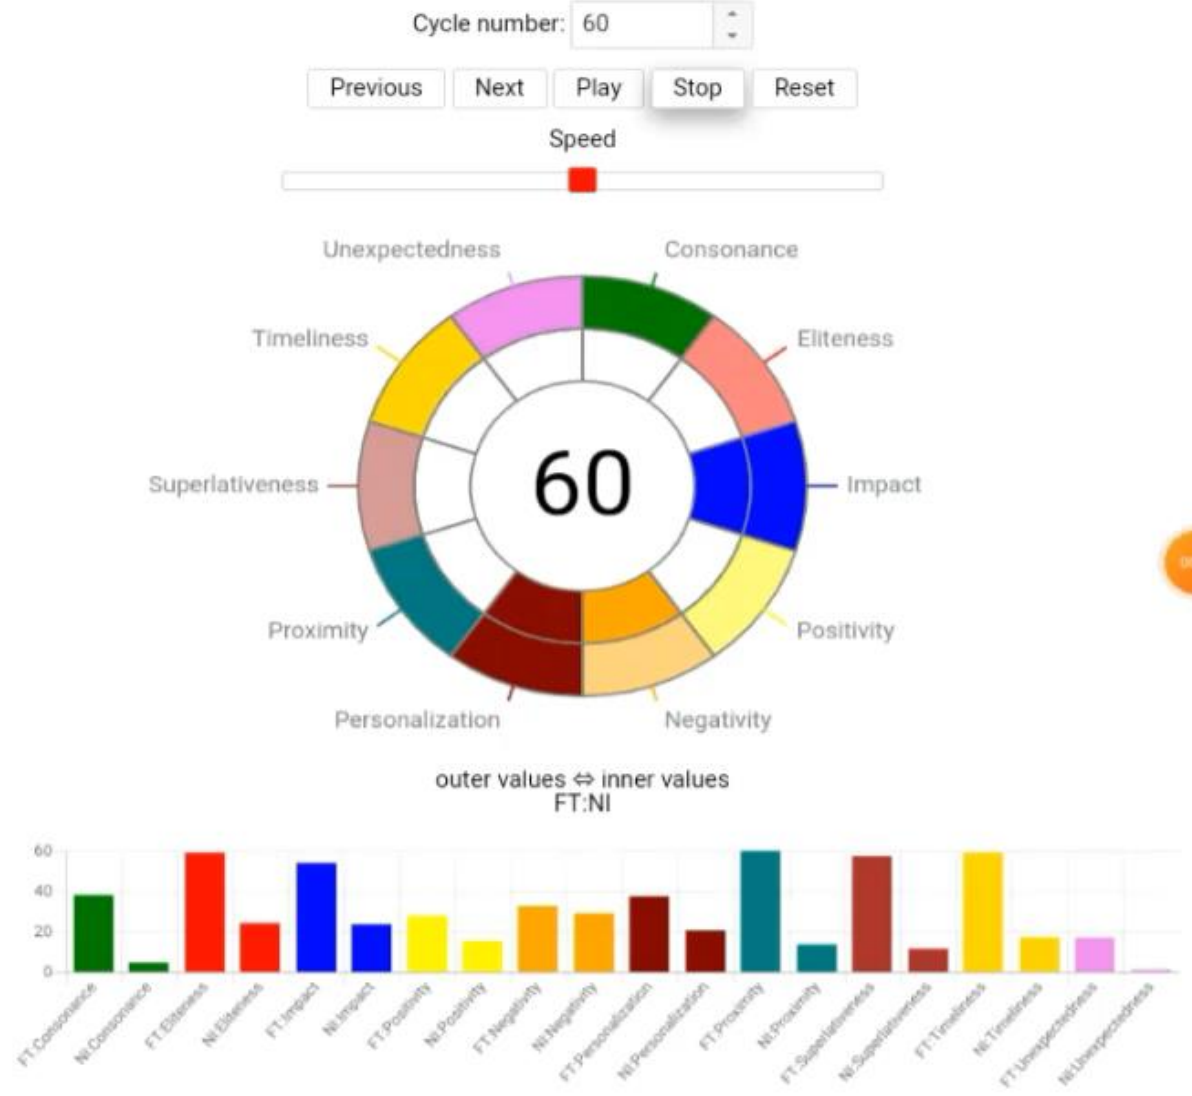 Cycle number: 60
Previous Next Play Stop Reset
Speed
Unexpectedness Consonance
Timeliness Eliteness
Superlativeness 60 Impact
Proximity Positivity
Personalization Negativity
outer values ⇔ inner values
FT:NI
60
40
20
0
FT:Consonance
NI:Consonance
FT:Eliteness
NI:Eliteness
FT:Impact
NI:Impact
FT:Positivity
NI:Positivity
FT:Negativity
NI:Negativity
FT:Personalization
NI:Personalization
FT:Proximity
NI:Proximity
FT:Superlativeness
NI:Superlativeness
FT:Timeliness
NI:Timeliness
FT:Unexpectedness
NI:Unexpectedness